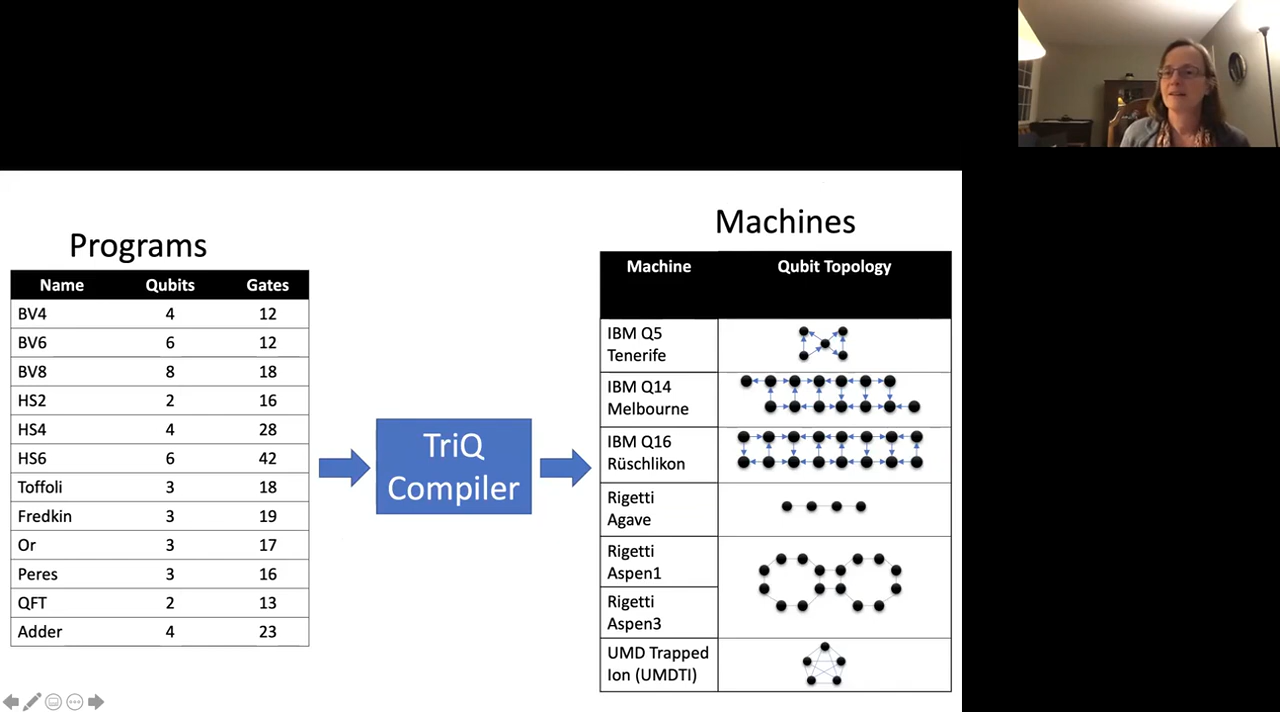 Programs
Name Qubits Gates
BV4 4 12
BV6 6 12
BV8 8 18
HS2 2 16
HS4 4 28
HS6 6 42
Toffoli 3 18
Fredkin 3 19
Or 3 17
Peres 3 16
QFT 2 13
Adder 4 23
TriQ
Compiler
Machines
Machine Qubit Topology
IBM Q5
Tenerife
IBM Q14
Melbourne
IBM Q16
Rüschlikon
Rigetti
Agave
Rigetti
Aspen1
Rigetti
Aspen3
UMD Trapped
Ion (UMDTI)